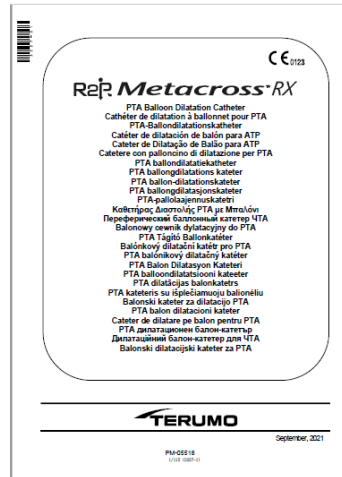 CE 0123
R2P Metacross RX
PTA Balloon Dilatation Catheter
Cathéter de dilatation à ballonnet pour PTA
PTA-Ballondilatationskatheter
Catéter de dilatación de balón para ATP
Cateter de Dilatação de Balão para ATP
Catetere con palloncino di dilatazione per PTA
PTA ballondilatatiekatheter
PTA ballongdilatations kateter
PTA ballon-dilatationskateter
PTA ballongdilatasjonskateter
PTA-pallolaajennuskatetri
Καθετήρας Διαστολής PTA με Μπαλόνι
Периферический баллонный катетер ЧТА
Balonowy cewnik dylatacyjny do PTA
PTA Tágító Ballonkatéter
Balónkový dilatační katétr pro PTA
PTA balónikový dilatačný katéter
PTA Balon Dilatasyon Kateteri
PTA balloondilatatsiooni kateeter
PTA dilatācijas balonkatetrs
PTA kateteris su išplečiamuoju balionėliu
Balonski kateter za dilatacijo PTA
PTA balon dilatacioni kateter
Cateter de dilatare pe balon pentru PTA
PTA дилатационен балон-катетър
Дилатаційний балон-катетер для ЧТА
Balonski dilatacijski kateter za PTA
TERUMO
September, 2021
PM-05518